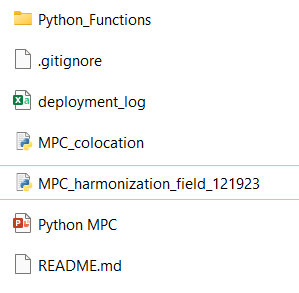 Python_Functions
.gitignore
deployment_log
MPC_colocation
MPC_harmonization_field_121923
Python MPC
README.md